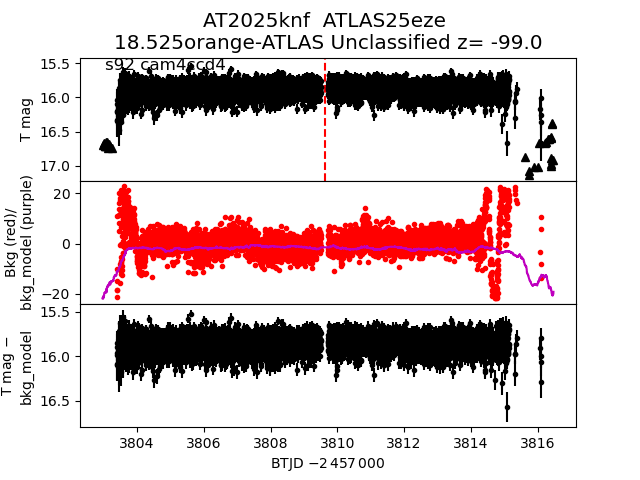 AT2025knf  ATLAS25eze
18.525orange-ATLAS Unclassified z= -99.0
s92 cam4ccd4
15.5
16.0
16.5
17.0
T mag
20
0
−20
Bkg (red)/
bkg_model (purple)
15.5
16.0
16.5
T mag −
bkg_model
3804 3806 3808 3810 3812 3814 3816
BTJD −2 457 000